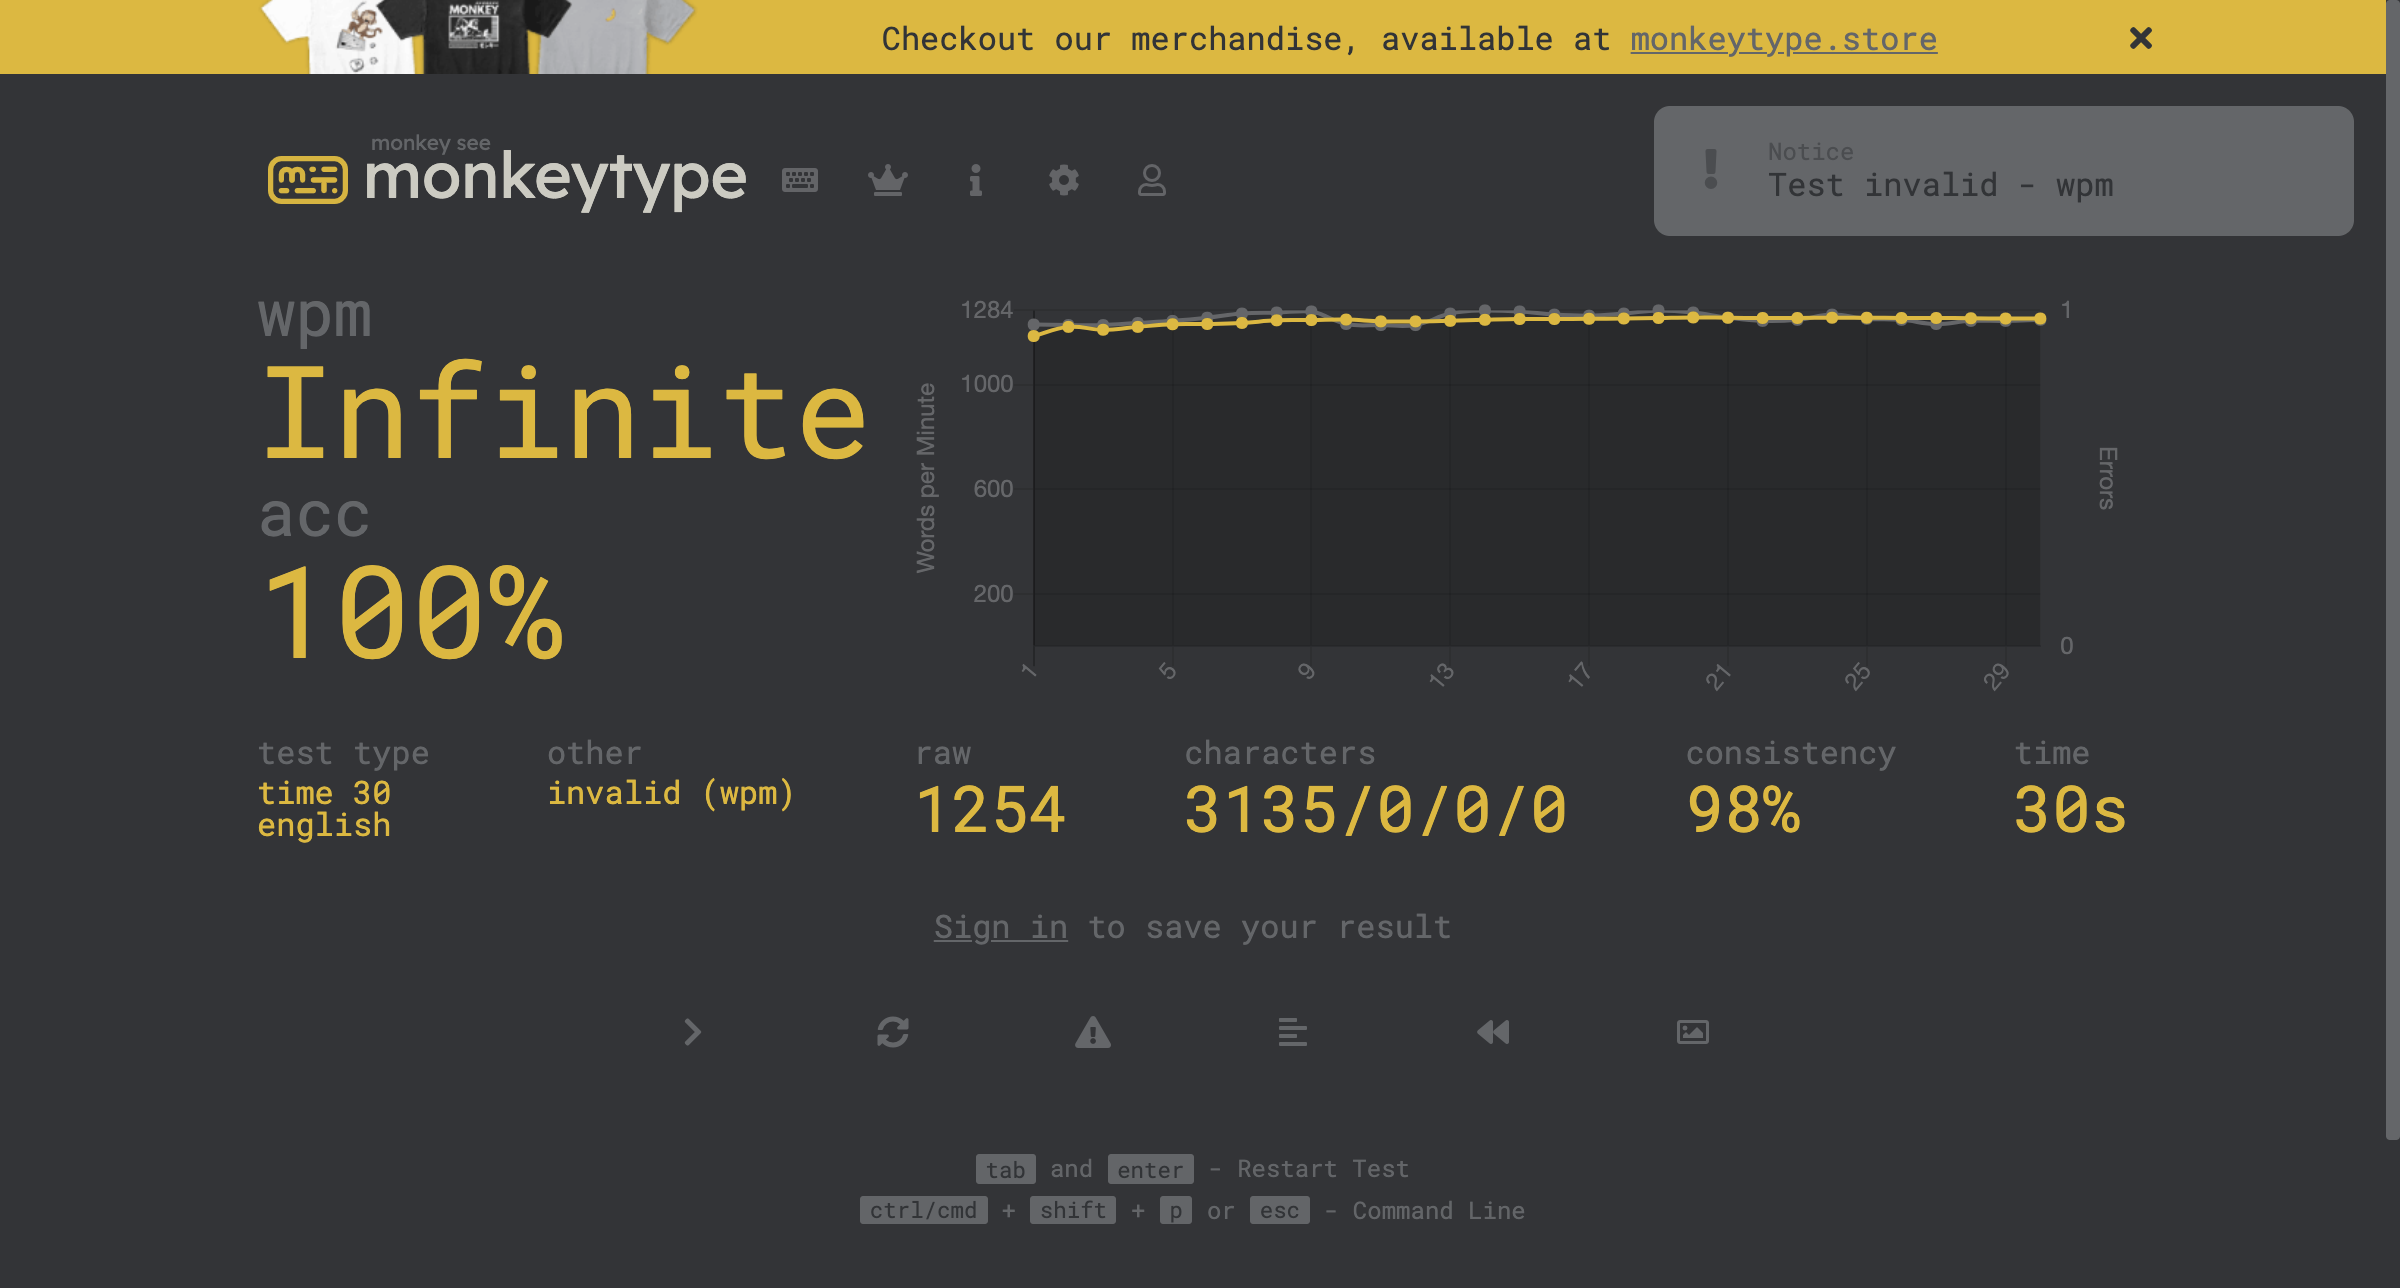 MONKEY
Checkout our merchandise, available at monkeytype.store
monkey see
monkeytype
Notice
Test invalid - wpm
wpm
Infinite
acc
100%
1284
1000
600
200
Words per Minute
1
0
Errors
1 5 9 13 17 21 25 29
test type
time 30
english
other
invalid (wpm)
raw
1254
characters
3135/0/0/0
consistency
98%
time
30s
Sign in to save your result
tab and enter - Restart Test
ctrl/cmd + shift + p or esc - Command Line